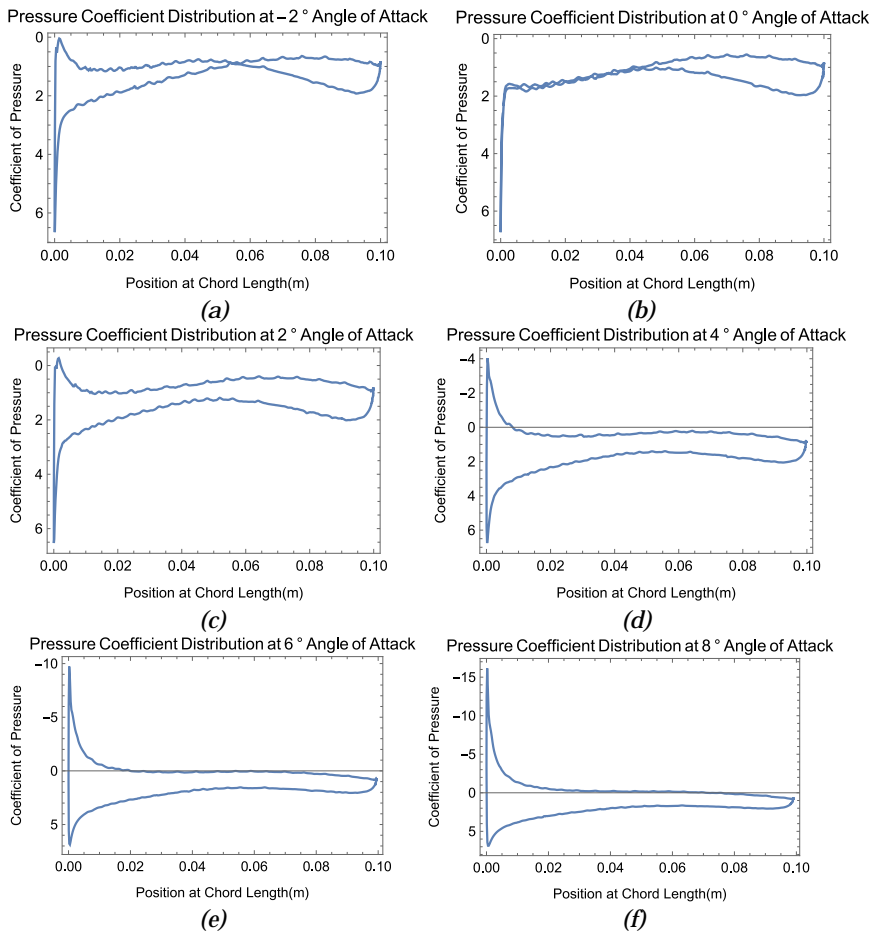 Pressure Coefficient Distribution at − 2 ° Angle of Attack
0
2
4
6
Coefficient of Pressure
0.00 0.02 0.04 0.06 0.08 0.10
Position at Chord Length(m)
(a)
Pressure Coefficient Distribution at 0 ° Angle of Attack
0
2
4
6
Coefficient of Pressure
0.00 0.02 0.04 0.06 0.08 0.10
Position at Chord Length(m)
(b)
Pressure Coefficient Distribution at 2 ° Angle of Attack
0
2
4
6
Coefficient of Pressure
0.00 0.02 0.04 0.06 0.08 0.10
Position at Chord Length(m)
(c)
Pressure Coefficient Distribution at 4 ° Angle of Attack
−4
−2
0
2
4
6
Coefficient of Pressure
0.00 0.02 0.04 0.06 0.08 0.10
Position at Chord Length(m)
(d)
Pressure Coefficient Distribution at 6 ° Angle of Attack
−10
−5
0
5
Coefficient of Pressure
0.00 0.02 0.04 0.06 0.08 0.10
Position at Chord Length(m)
(e)
Pressure Coefficient Distribution at 8 ° Angle of Attack
−15
−10
−5
0
5
Coefficient of Pressure
0.00 0.02 0.04 0.06 0.08 0.10
Position at Chord Length(m)
(f)